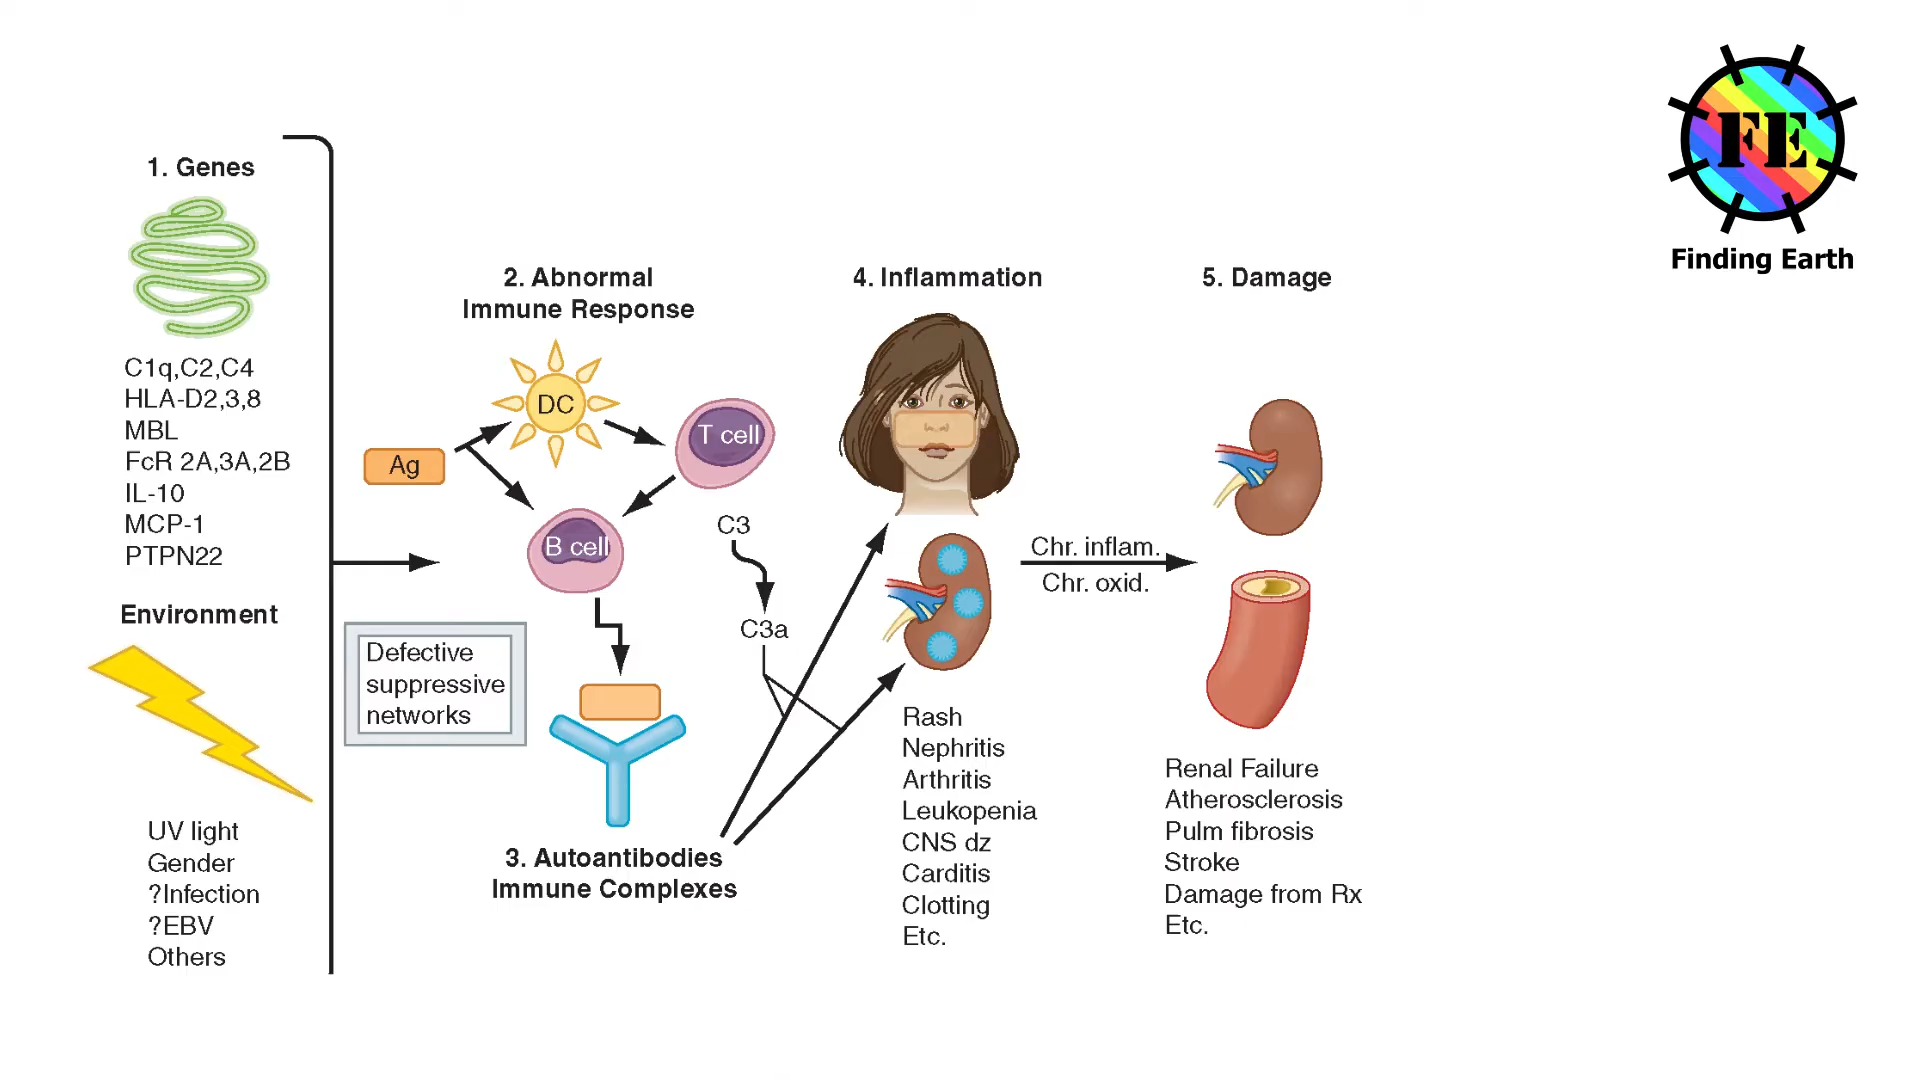 FE
Finding Earth
1. Genes
C1q,C2,C4
HLA-D2,3,8
MBL
FcR 2A,3A,2B
IL-10
MCP-1
PTPN22
Environment
UV light
Gender
?Infection
?EBV
Others
2. Abnormal
Immune Response
DC
T cell
Ag
B cell
C3
C3a
Defective
suppressive
networks
3. Autoantibodies
Immune Complexes
4. Inflammation
Rash
Nephritis
Arthritis
Leukopenia
CNS dz
Carditis
Clotting
Etc.
Chr. inflam.
Chr. oxid.
5. Damage
Renal Failure
Atherosclerosis
Pulm fibrosis
Stroke
Damage from Rx
Etc.